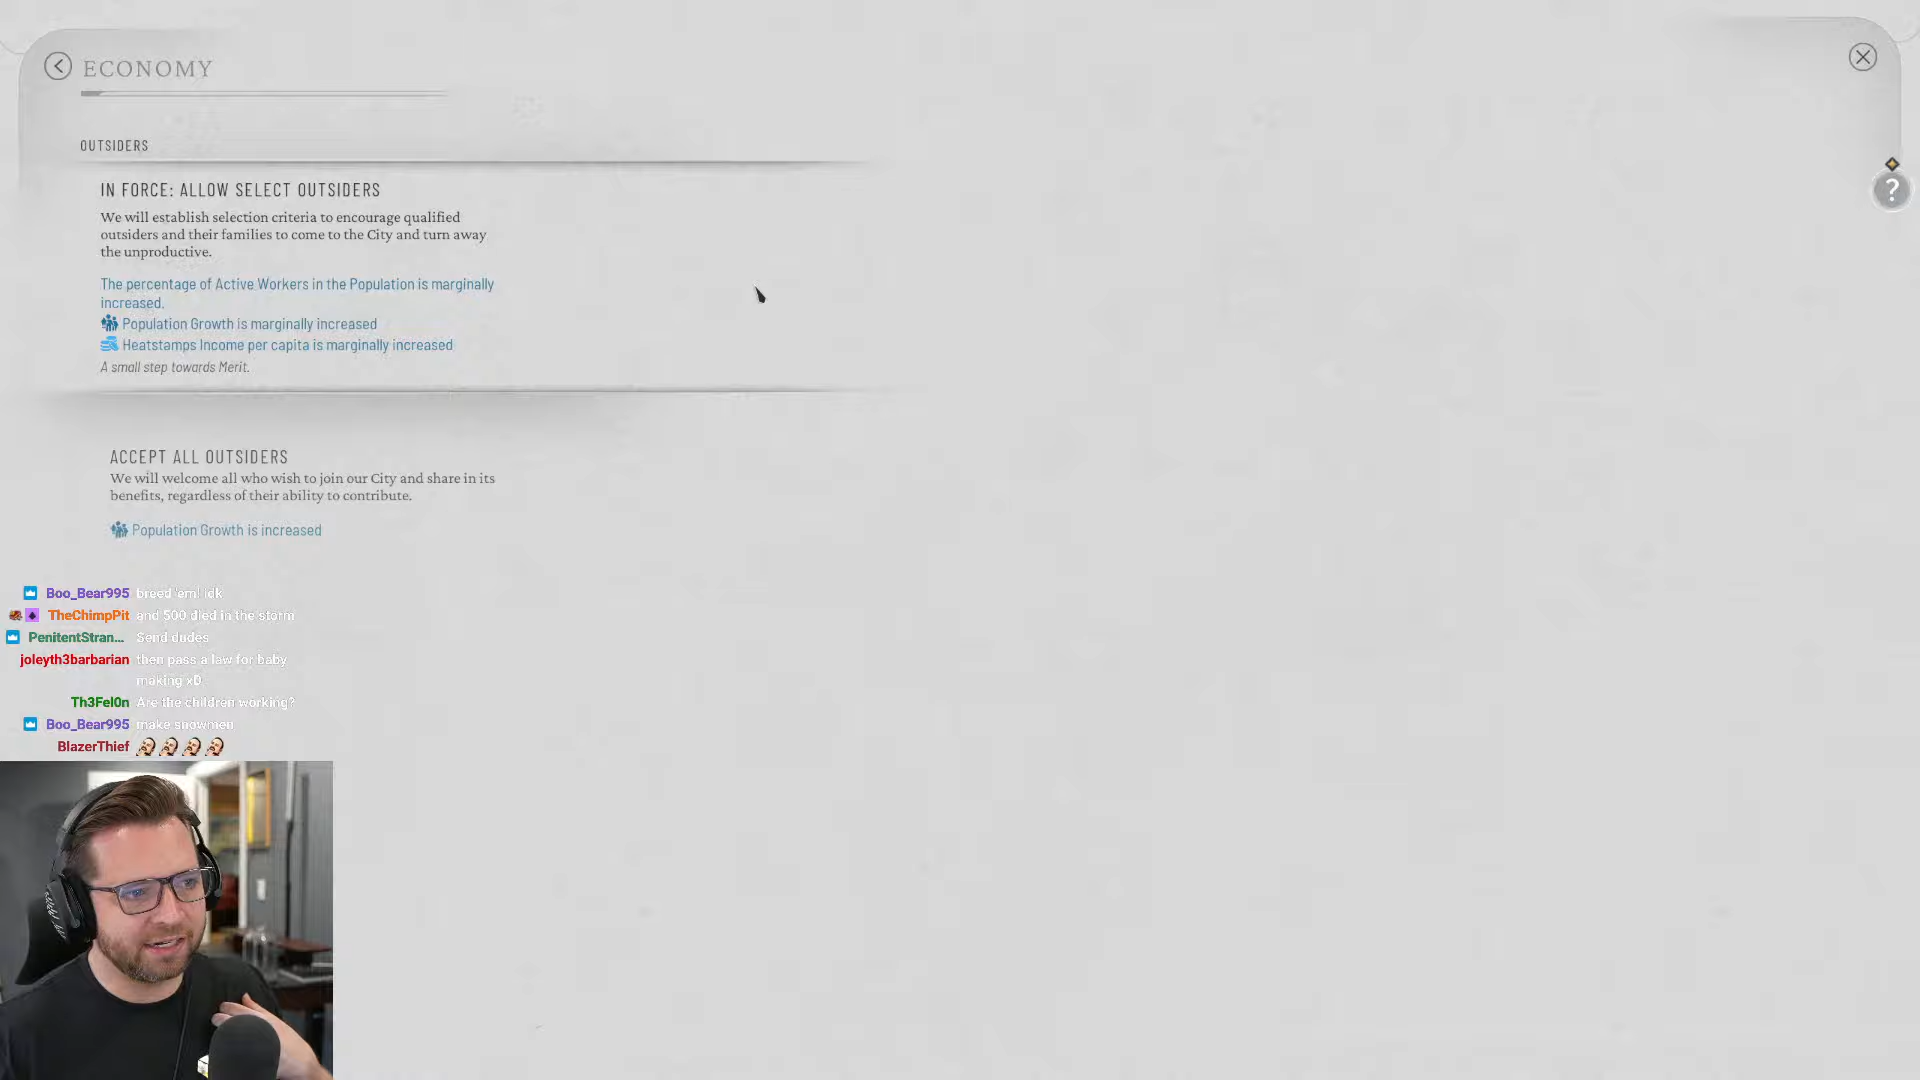 ECONOMY
OUTSIDERS
IN FORCE: ALLOW SELECT OUTSIDERS
We will establish selection criteria to encourage qualified
outsiders and their families to come to the City and turn away
the unproductive.
The percentage of Active Workers in the Population is marginally
increased.
Population Growth is marginally increased
Heatstamps Income per capita is marginally increased
A small step towards Merit.
?
ACCEPT ALL OUTSIDERS
We will welcome all who wish to join our City and share in its
benefits, regardless of their ability to contribute.
Population Growth is increased
Boo_Bear995 breed 'em! idk
TheChimpPit and 500 died in the storm
PenitentStran... Send dudes
joleyth3barbarian then pass a law for baby
making xD
Th3Fel0n Are the children working?
Boo_Bear995 make snowmen
BlazerThief